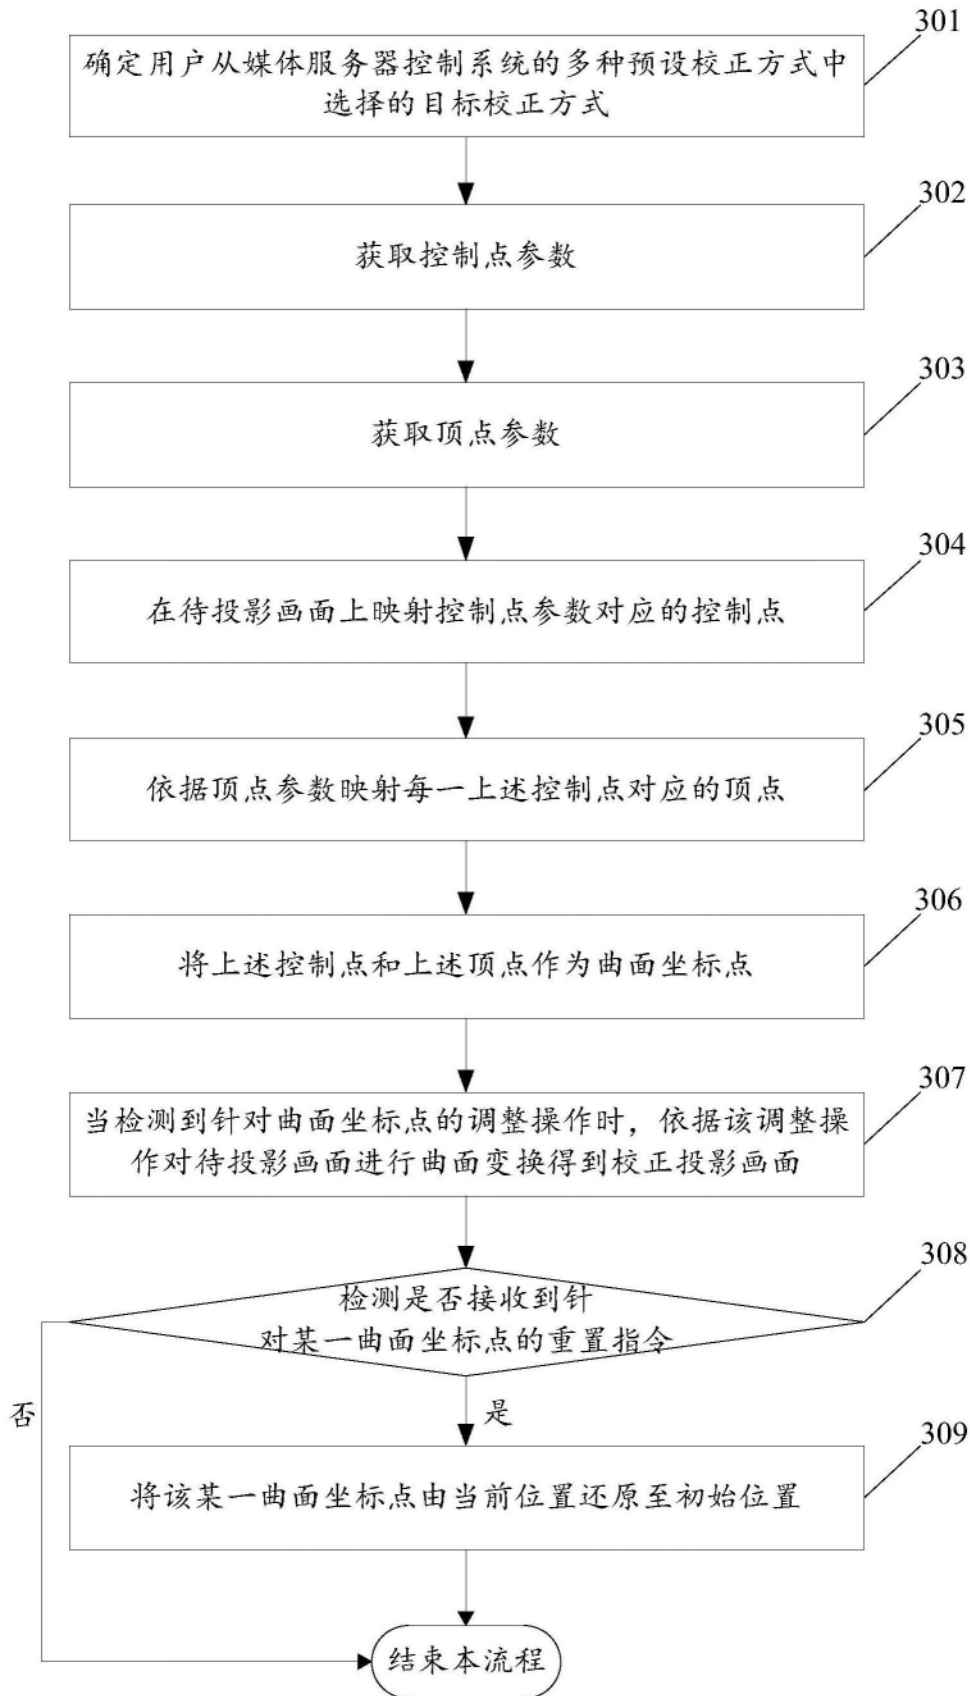 301
确定用户从媒体服务器控制系统的多种预设校正方式中
选择的目标校正方式
302
获取控制点参数
303
获取顶点参数
304
在待投影画面上映射控制点参数对应的控制点
305
依据顶点参数映射每一上述控制点对应的顶点
306
将上述控制点和上述顶点作为曲面坐标点
307
当检测到针对曲面坐标点的调整操作时，依据该调整操
作对待投影画面进行曲面变换得到校正投影画面
308
检测是否接收到针
对某一曲面坐标点的重置指令
否
是
309
将该某一曲面坐标点由当前位置还原至初始位置
结束本流程